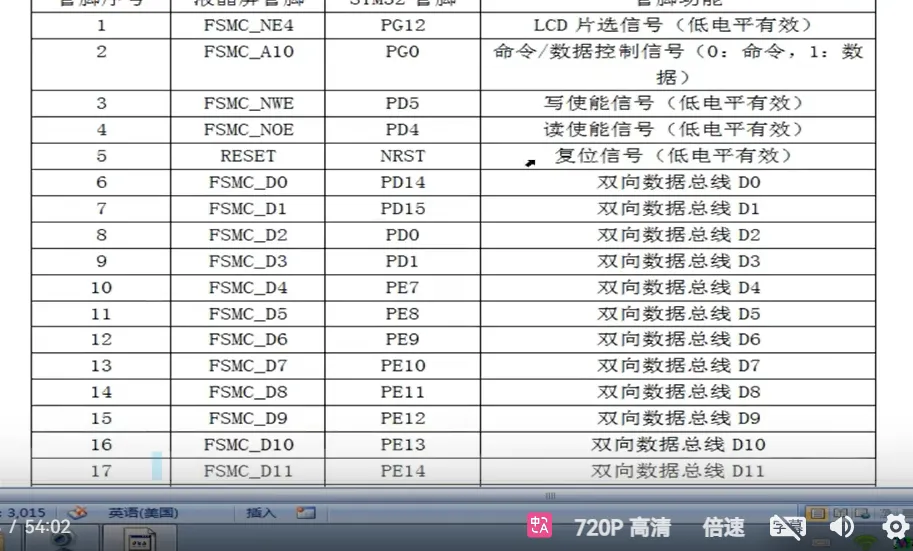 管脚序号 液晶屏管脚 STM32 管脚 管脚功能
1 FSMC_NE4 PG12 LCD 片选信号（低电平有效）
2 FSMC_A10 PG0 命令/数据控制信号（0：命令，1：数
据）
3 FSMC_NWE PD5 写使能信号（低电平有效）
4 FSMC_NOE PD4 读使能信号（低电平有效）
5 RESET NRST 复位信号（低电平有效）
6 FSMC_D0 PD14 双向数据总线 D0
7 FSMC_D1 PD15 双向数据总线 D1
8 FSMC_D2 PD0 双向数据总线 D2
9 FSMC_D3 PD1 双向数据总线 D3
10 FSMC_D4 PE7 双向数据总线 D4
11 FSMC_D5 PE8 双向数据总线 D5
12 FSMC_D6 PE9 双向数据总线 D6
13 FSMC_D7 PE10 双向数据总线 D7
14 FSMC_D8 PE11 双向数据总线 D8
15 FSMC_D9 PE12 双向数据总线 D9
16 FSMC_D10 PE13 双向数据总线 D10
17 FSMC_D11 PE14 双向数据总线 D11
3,015 英语(美国) 插入
/ 54:02 720P 高清 倍速 字幕